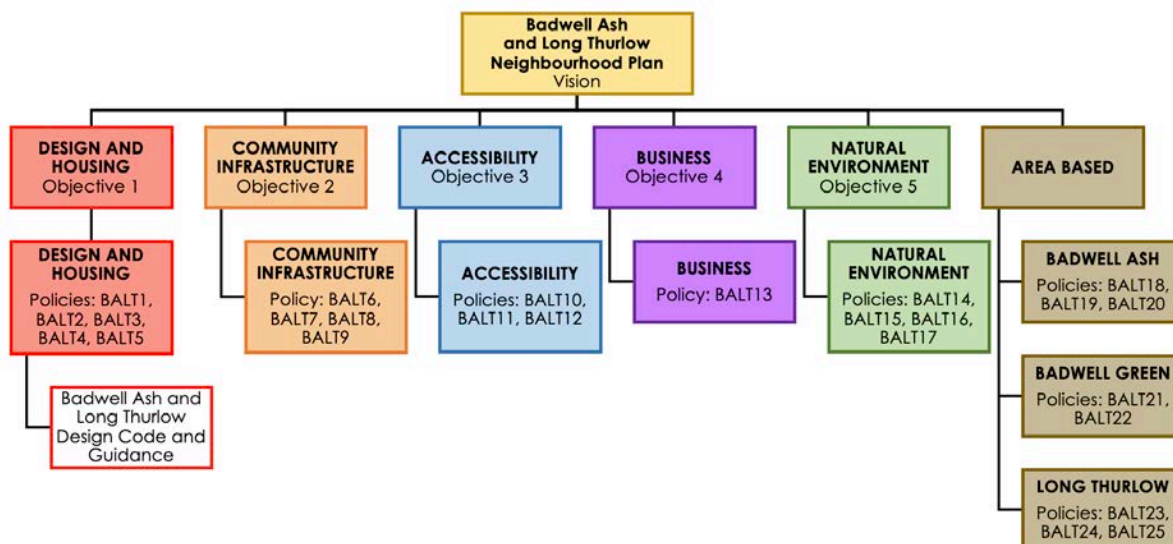 Badwell Ash
and Long Thurlow
Neighbourhood Plan
Vision
DESIGN AND
HOUSING
Objective 1
COMMUNITY
INFRASTRUCTURE
Objective 2
ACCESSIBILITY
Objective 3
BUSINESS
Objective 4
NATURAL
ENVIRONMENT
Objective 5
AREA BASED
DESIGN AND
HOUSING
Policies: BALT1,
BALT2, BALT3,
BALT4, BALT5
COMMUNITY
INFRASTRUCTURE
Policy: BALT6,
BALT7, BALT8,
BALT9
ACCESSIBILITY
Policies: BALT10,
BALT11, BALT12
BUSINESS
Policy: BALT13
NATURAL
ENVIRONMENT
Policies: BALT14,
BALT15, BALT16,
BALT17
BADWELL ASH
Policies: BALT18,
BALT19, BALT20
Badwell Ash and
Long Thurlow
Design Code and
Guidance
BADWELL GREEN
Policies: BALT21,
BALT22
LONG THURLOW
Policies: BALT23,
BALT24, BALT25